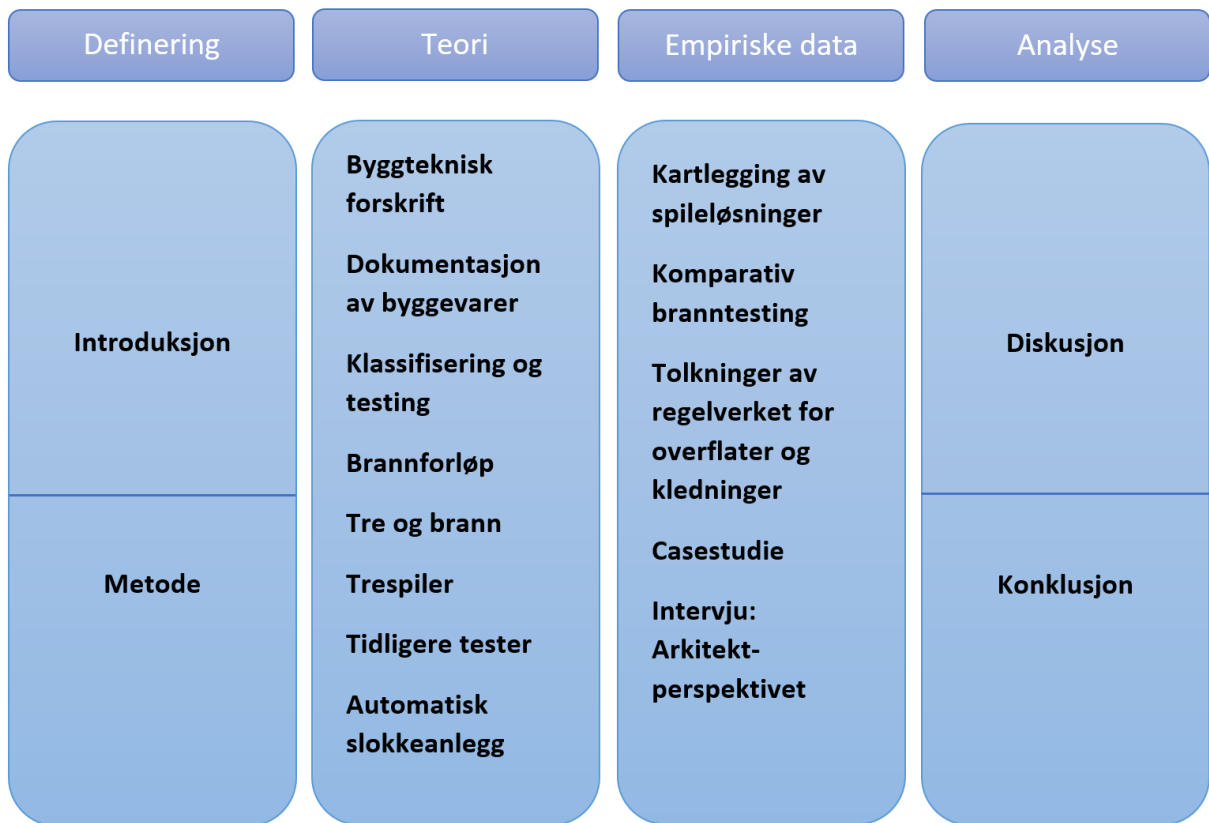 Definering
Teori
Empiriske data
Analyse
Introduksjon
Metode
Byggteknisk
forskrift
Dokumentasjon
av byggevarer
Klassifisering og
testing
Brannforløp
Tre og brann
Trespiler
Tidligere tester
Automatisk
slokkeanlegg
Kartlegging av
spileløsninger
Komparativ
branntesting
Tolkninger av
regelverket for
overflater og
kledninger
Casestudie
Intervju:
Arkitekt-
perspektivet
Diskusjon
Konklusjon